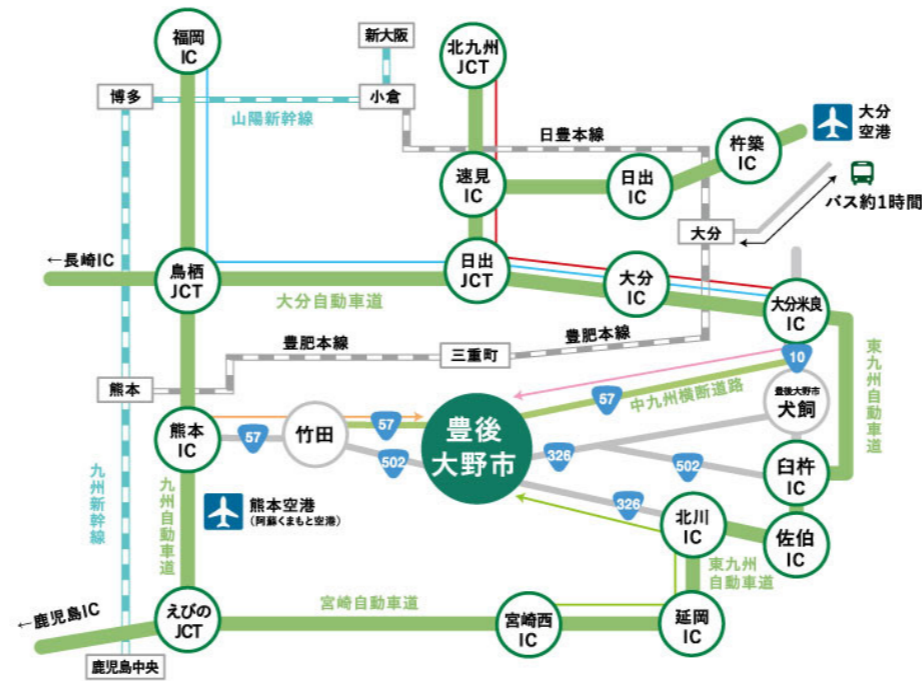 福岡
IC
新大阪
北九州
JCT
博多
小倉
山陽新幹線
大分
空港
日豊本線
杵築
IC
速見
IC
日出
IC
バス約1時間
大分
←長崎IC
鳥栖
JCT
日出
JCT
大分
IC
大分自動車道
大分米良
IC
豊肥本線
豊肥本線
三重町
10
熊本
57
中九州横断道路
東九州自動車道
豊後大野市
犬飼
熊本
IC
57
竹田
57
502
豊後
大野市
326
502
臼杵
IC
九州新幹線
九州自動車道
熊本空港
(阿蘇くまもと空港)
326
北川
IC
佐伯
IC
東九州
自動車道
←鹿児島IC
えびの
JCT
宮崎自動車道
宮崎西
IC
延岡
IC
鹿児島中央